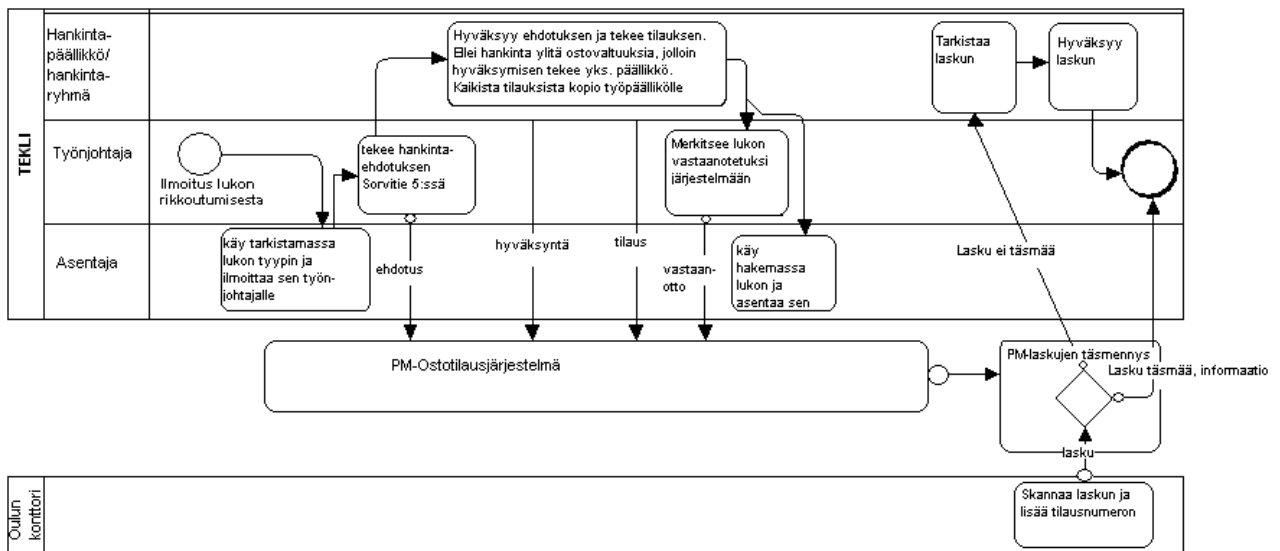 TEKLI
Hankinta-
päällikkö/
hankinta-
ryhmä
Hyväksyy ehdotuksen ja tekee tilauksen.
Ellei hankinta ylitä ostovaltuuksia, jolloin
hyväksymisen tekee yks. päällikkö.
Kaikista tilauksista kopio työpäällikölle
Tarkistaa
laskun
Hyväksyy
laskun
Työnjohtaja
Ilmoitus lukon
rikkoutumisesta
tekee hankinta-
ehdotuksen
Sorvitie 5:ssä
Merkitsee lukon
vastaanotetuksi
järjestelmään
Asentaja
käy tarkistamassa
lukon tyypin ja
ilmoittaa sen työn-
johtajalle
ehdotus
hyväksyntä
tilaus
vastaan-
otto
käy
hakemassa
lukon ja
asentaa sen
Lasku ei täsmää
PM-Ostotilausjärjestelmä
PM-laskujen täsmennys
Lasku täsmää, informaatio
lasku
Oulun
konttori
Skannaa laskun ja
lisää tilausnumeron